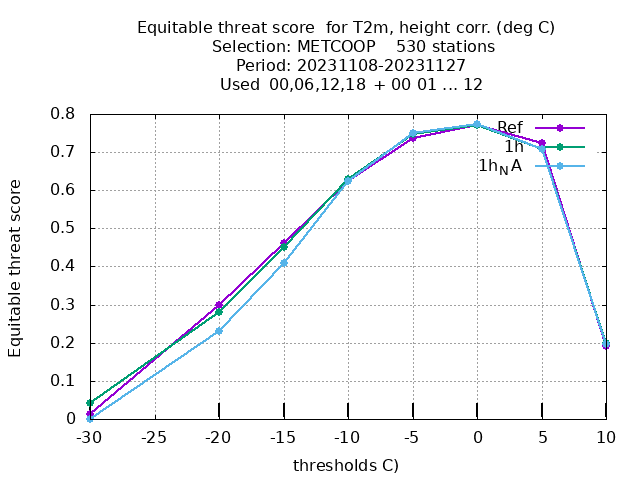 Equitable threat score  for T2m, height corr. (deg C)
Selection: METCOOP    530 stations
Period: 20231108-20231127
Used  00,06,12,18  + 00 01 ... 12
Ref
1h
1h_N A
Equitable threat score
0.8
0.7
0.6
0.5
0.4
0.3
0.2
0.1
0
-30 -25 -20 -15 -10 -5 0 5 10
thresholds C)